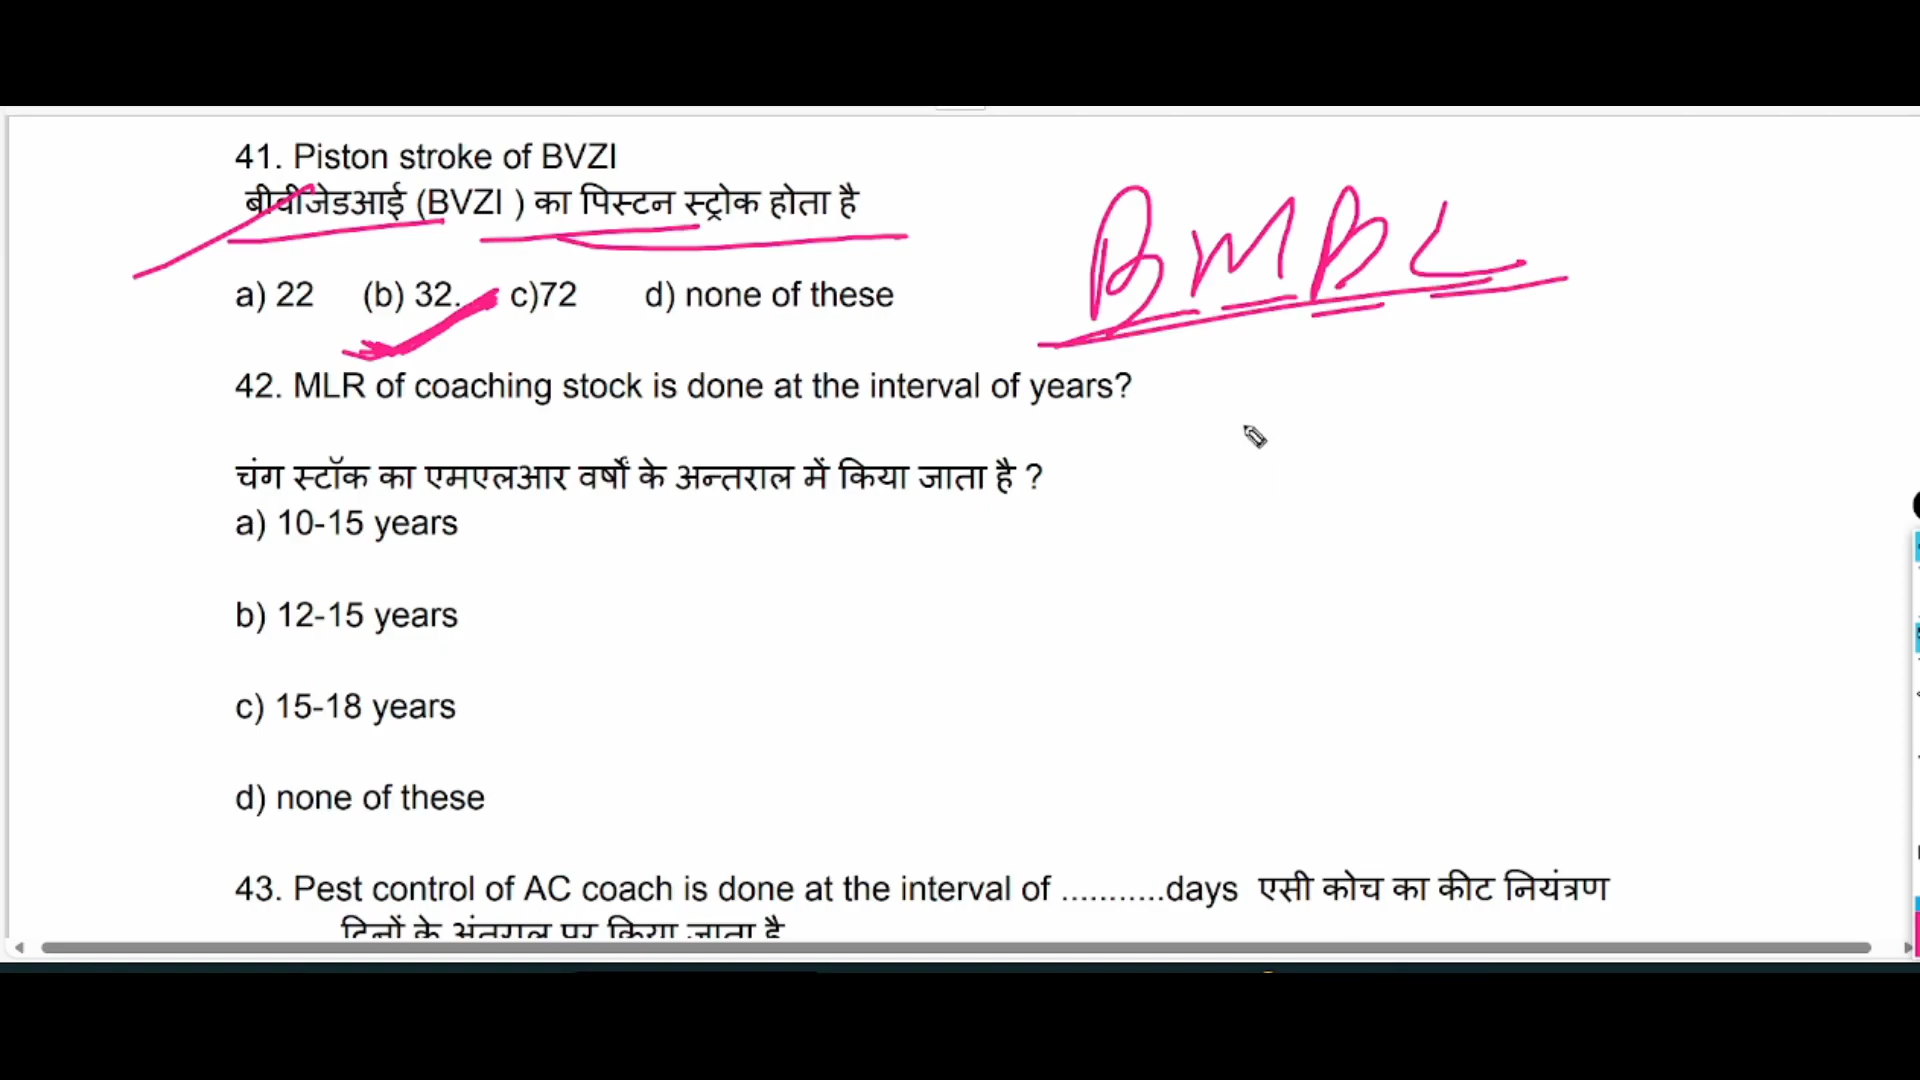 41. Piston stroke of BVZI
बीवीजेडआई (BVZI ) का पिस्टन स्ट्रोक होता है
BMBC
a) 22 (b) 32. c)72 d) none of these
42. MLR of coaching stock is done at the interval of years?
चंग स्टॉक का एमएलआर वर्षों के अन्तराल में किया जाता है ?
a) 10-15 years
b) 12-15 years
c) 15-18 years
d) none of these
43. Pest control of AC coach is done at the interval of ...........days एसी कोच का कीट नियंत्रण
दिनों के अंतराल पर किया जाता है